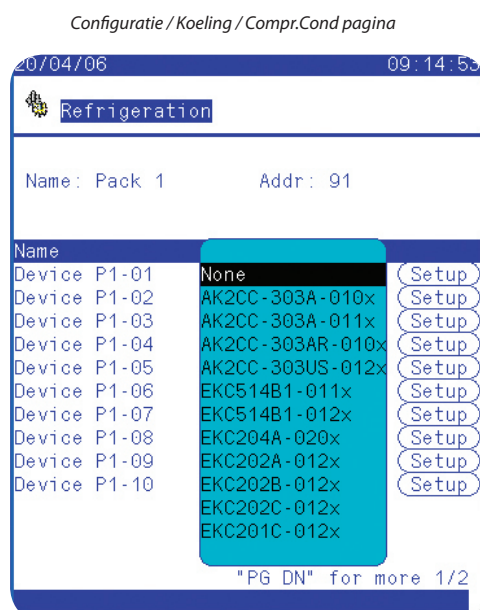 Configuratie / Koeling / Compr.Cond pagina
20/04/06 09:14:53
Refrigeration
Name: Pack 1 Addr: 91
Name
Device P1-01 None Setup
Device P1-02 AK2CC-303A-010x Setup
Device P1-03 AK2CC-303A-011x Setup
Device P1-04 AK2CC-303AR-010x Setup
Device P1-05 AK2CC-303US-012x Setup
Device P1-06 EKC514B1-011x Setup
Device P1-07 EKC514B1-012x Setup
Device P1-08 EKC204A-020x Setup
Device P1-09 EKC202A-012x Setup
Device P1-10 EKC202B-012x Setup
EKC202C-012x
EKC201C-012x
"PG DN" for more 1/2